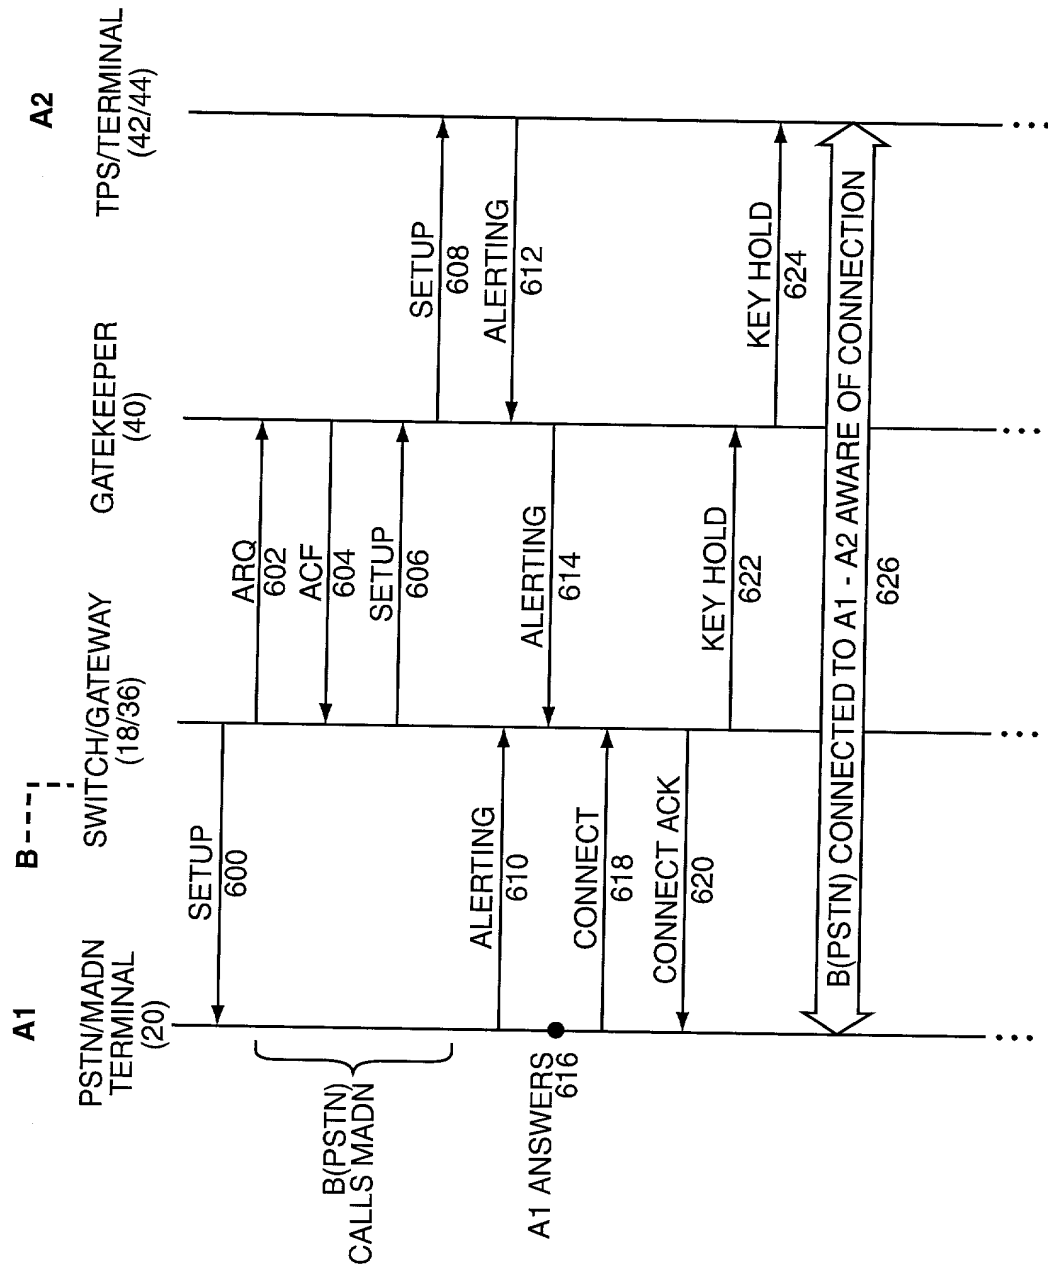 A1
B
A2
PSTN/MADN
TERMINAL
(20)
SWITCH/GATEWAY
(18/36)
GATEKEEPER
(40)
TPS/TERMINAL
(42/44)
SETUP
600
B(PSTN)
CALLS MADN
ARQ
602
ACF
604
SETUP
606
SETUP
608
ALERTING
610
ALERTING
612
ALERTING
614
A1 ANSWERS
616
CONNECT
618
CONNECT ACK
620
KEY HOLD
622
KEY HOLD
624
B(PSTN) CONNECTED TO A1 - A2 AWARE OF CONNECTION
626